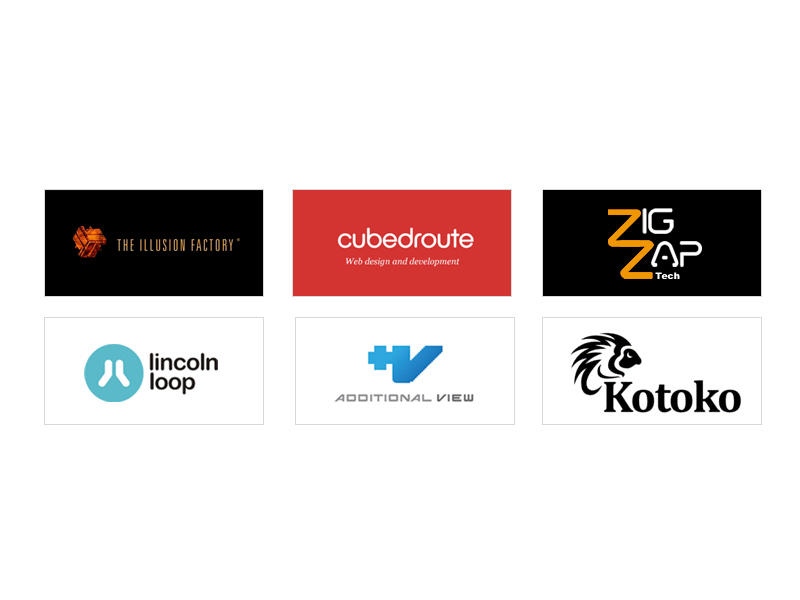 THE ILLUSION FACTORY®
cubedroute
Web design and development
ZIG
ZAP
Tech
lincoln
loop
ADDITIONAL VIEW
Kotoko